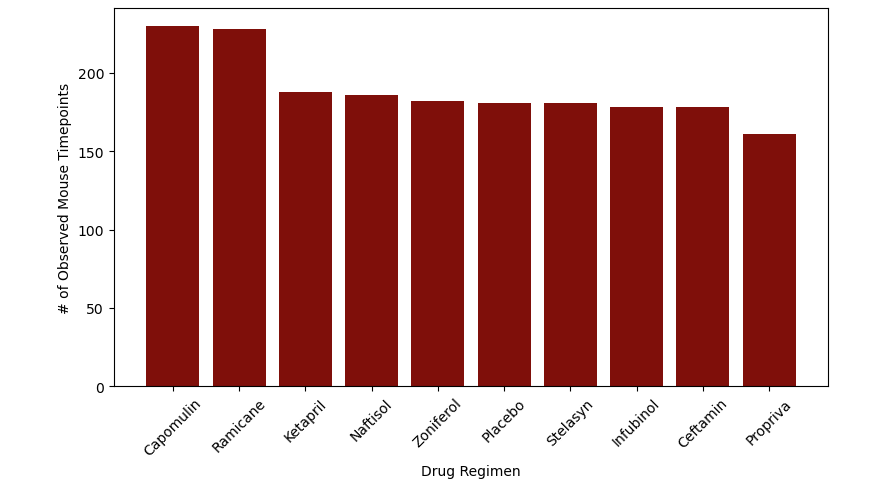 # of Observed Mouse Timepoints
200
150
100
50
0
Capomulin
Ramicane
Ketapril
Naftisol
Zoniferol
Placebo
Stelasyn
Infubinol
Ceftamin
Propriva
Drug Regimen